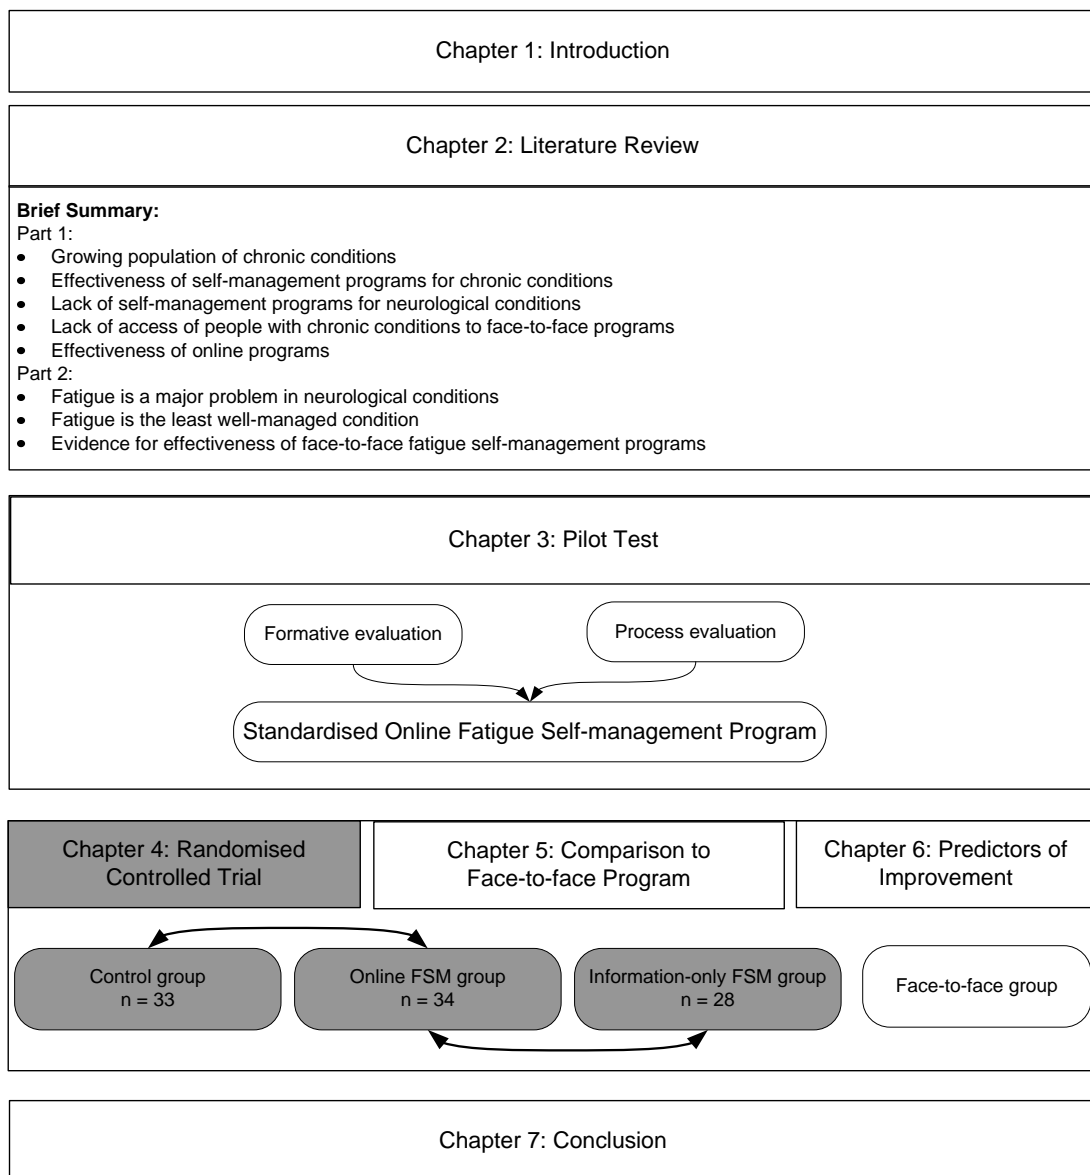 Chapter 1: Introduction
Chapter 2: Literature Review
Brief Summary:
Part 1:
• Growing population of chronic conditions
• Effectiveness of self-management programs for chronic conditions
• Lack of self-management programs for neurological conditions
• Lack of access of people with chronic conditions to face-to-face programs
• Effectiveness of online programs
Part 2:
• Fatigue is a major problem in neurological conditions
• Fatigue is the least well-managed condition
• Evidence for effectiveness of face-to-face fatigue self-management programs
Chapter 3: Pilot Test
Formative evaluation
Process evaluation
Standardised Online Fatigue Self-management Program
Chapter 4: Randomised
Controlled Trial
Chapter 5: Comparison to
Face-to-face Program
Chapter 6: Predictors of
Improvement
Control group
n = 33
Online FSM group
n = 34
Information-only FSM group
n = 28
Face-to-face group
Chapter 7: Conclusion